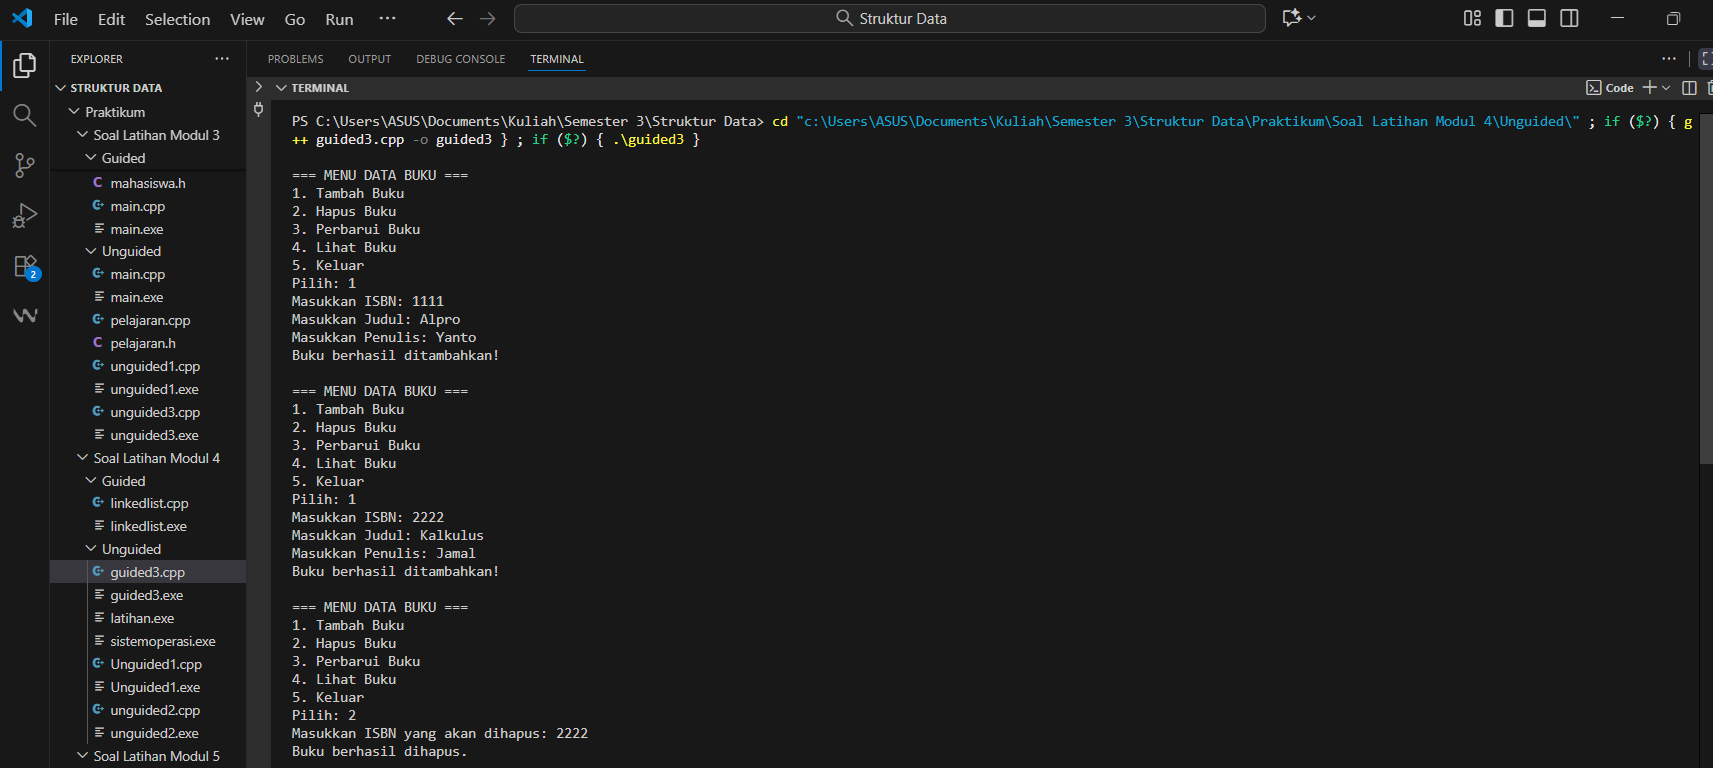 File Edit Selection View Go Run ··· Struktur Data
EXPLORER ···
STRUKTUR DATA
Praktikum
Soal Latihan Modul 3
Guided
mahasiswa.h
main.cpp
main.exe
Unguided
main.cpp
main.exe
pelajaran.cpp
pelajaran.h
unguided1.cpp
unguided1.exe
unguided3.cpp
unguided3.exe
Soal Latihan Modul 4
Guided
linkedlist.cpp
linkedlist.exe
Unguided
guided3.cpp
guided3.exe
latihan.exe
sistemoperasi.exe
Unguided1.cpp
Unguided1.exe
unguided2.cpp
unguided2.exe
Soal Latihan Modul 5
2
PROBLEMS OUTPUT DEBUG CONSOLE TERMINAL ···
TERMINAL Code
PS C:\Users\ASUS\Documents\Kuliah\Semester 3\Struktur Data> cd "c:\Users\ASUS\Documents\Kuliah\Semester 3\Struktur Data\Praktikum\Soal Latihan Modul 4\Unguided\" ; if ($?) { g
++ guided3.cpp -o guided3 } ; if ($?) { .\guided3 }
=== MENU DATA BUKU ===
1. Tambah Buku
2. Hapus Buku
3. Perbarui Buku
4. Lihat Buku
5. Keluar
Pilih: 1
Masukkan ISBN: 1111
Masukkan Judul: Alpro
Masukkan Penulis: Yanto
Buku berhasil ditambahkan!
=== MENU DATA BUKU ===
1. Tambah Buku
2. Hapus Buku
3. Perbarui Buku
4. Lihat Buku
5. Keluar
Pilih: 1
Masukkan ISBN: 2222
Masukkan Judul: Kalkulus
Masukkan Penulis: Jamal
Buku berhasil ditambahkan!
=== MENU DATA BUKU ===
1. Tambah Buku
2. Hapus Buku
3. Perbarui Buku
4. Lihat Buku
5. Keluar
Pilih: 2
Masukkan ISBN yang akan dihapus: 2222
Buku berhasil dihapus.